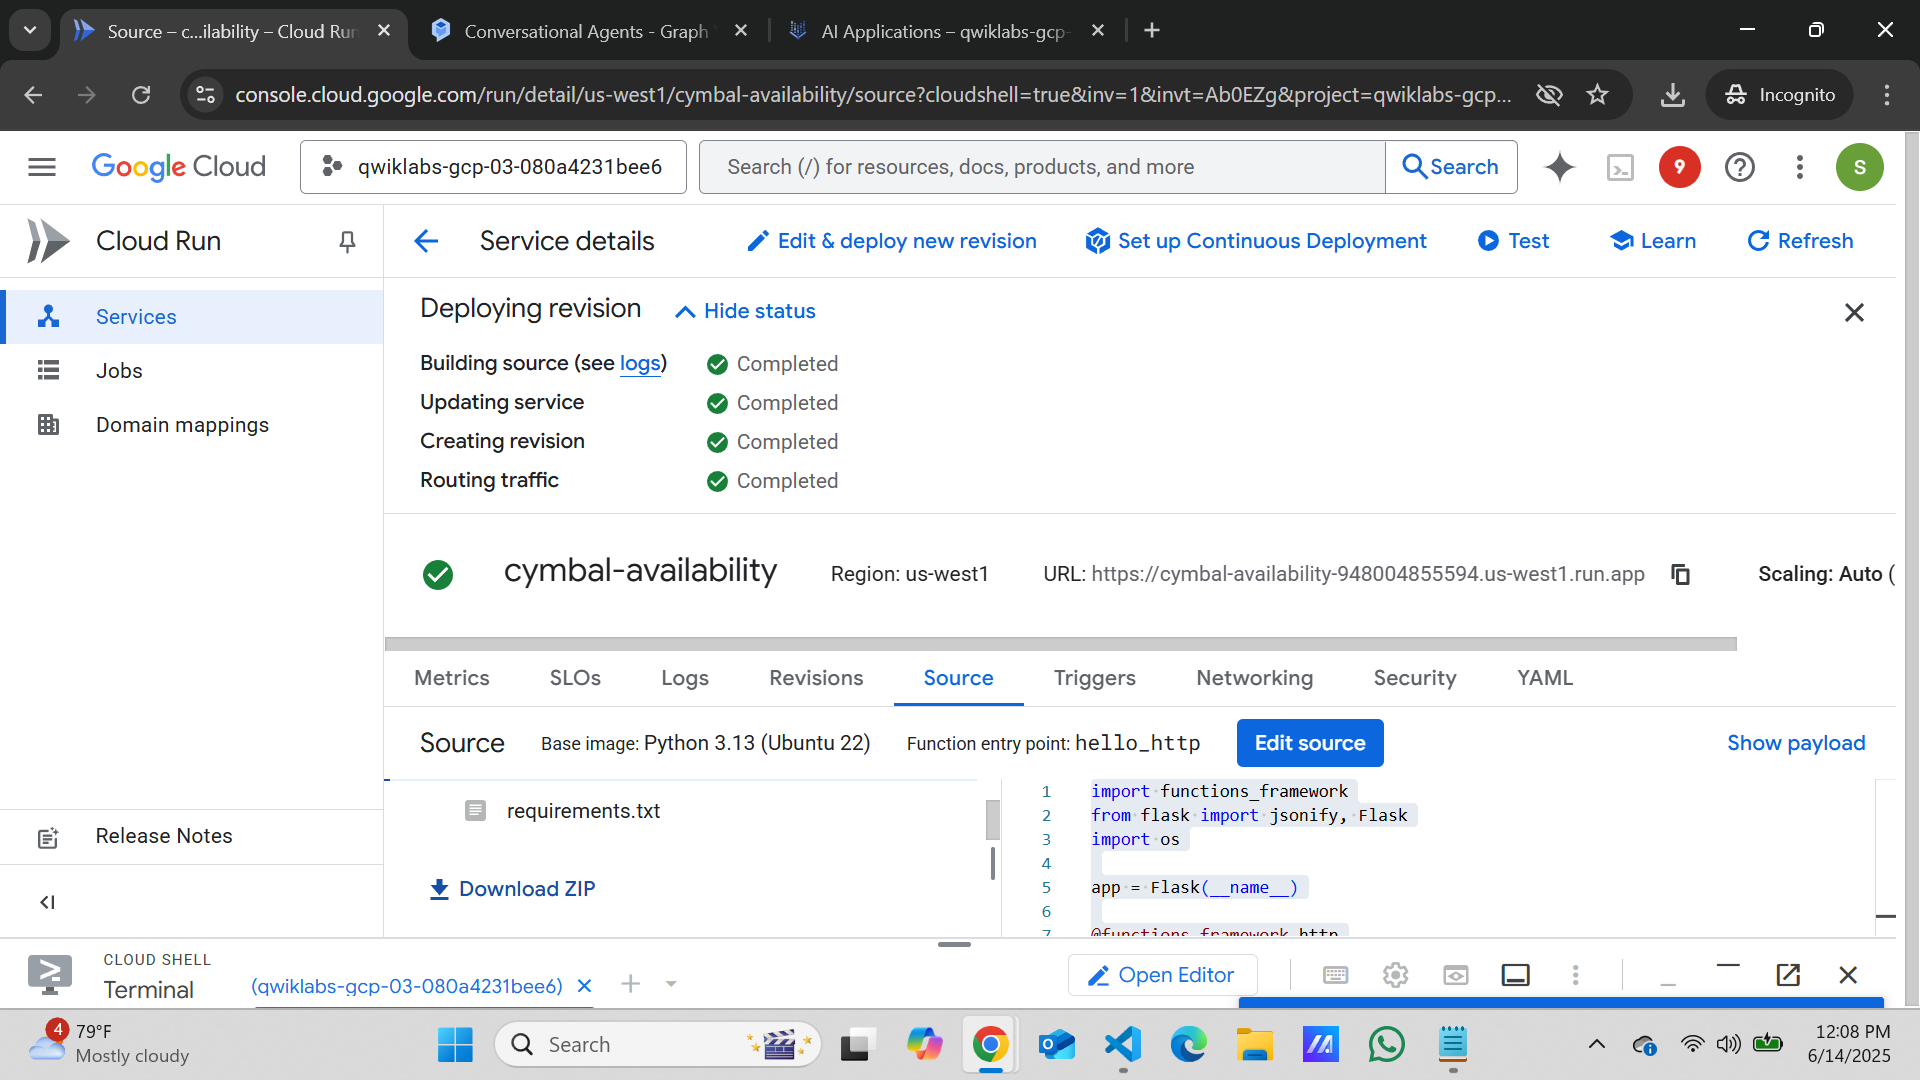 Source – c...ilability – Cloud Run
Conversational Agents - Graph
AI Applications – qwiklabs-gcp-
console.cloud.google.com/run/detail/us-west1/cymbal-availability/source?cloudshell=true&inv=1&invt=Ab0EZg&project=qwiklabs-gcp...
Incognito
Google Cloud
qwiklabs-gcp-03-080a4231bee6
Search (/) for resources, docs, products, and more
Search
9
S
Cloud Run
Service details
Edit & deploy new revision
Set up Continuous Deployment
Test
Learn
Refresh
Services
Jobs
Domain mappings
Release Notes
Deploying revision
Hide status
Building source (see logs)
Completed
Updating service
Completed
Creating revision
Completed
Routing traffic
Completed
cymbal-availability
Region: us-west1
URL: https://cymbal-availability-948004855594.us-west1.run.app
Scaling: Auto (
Metrics
SLOs
Logs
Revisions
Source
Triggers
Networking
Security
YAML
Source
Base image: Python 3.13 (Ubuntu 22)
Function entry point: hello_http
Edit source
Show payload
requirements.txt
Download ZIP
1 import functions_framework
2 from flask import jsonify, Flask
3 import os
4
5 app = Flask(__name__)
6
7 @functions_framework.http
CLOUD SHELL
Terminal
(qwiklabs-gcp-03-080a4231bee6)
Open Editor
4
79°F
Mostly cloudy
Search
12:08 PM
6/14/2025